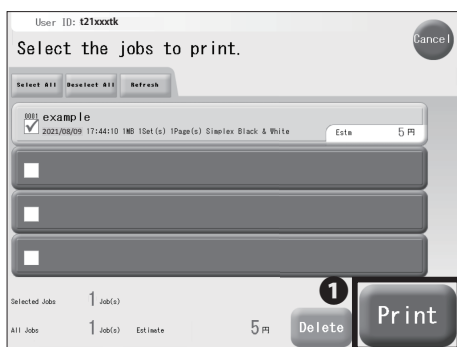 User ID: t21xxxtk
Select the jobs to print.
Cancel
Select All Deselect All Refresh
0001 example
2021/08/09 17:44:10 1MB 1Set(s) 1Page(s) Simplex Black & White Estm 5 円
Selected Jobs 1 Job(s)
All Jobs 1 Job(s) Estimate 5 円
Delete
❶
Print